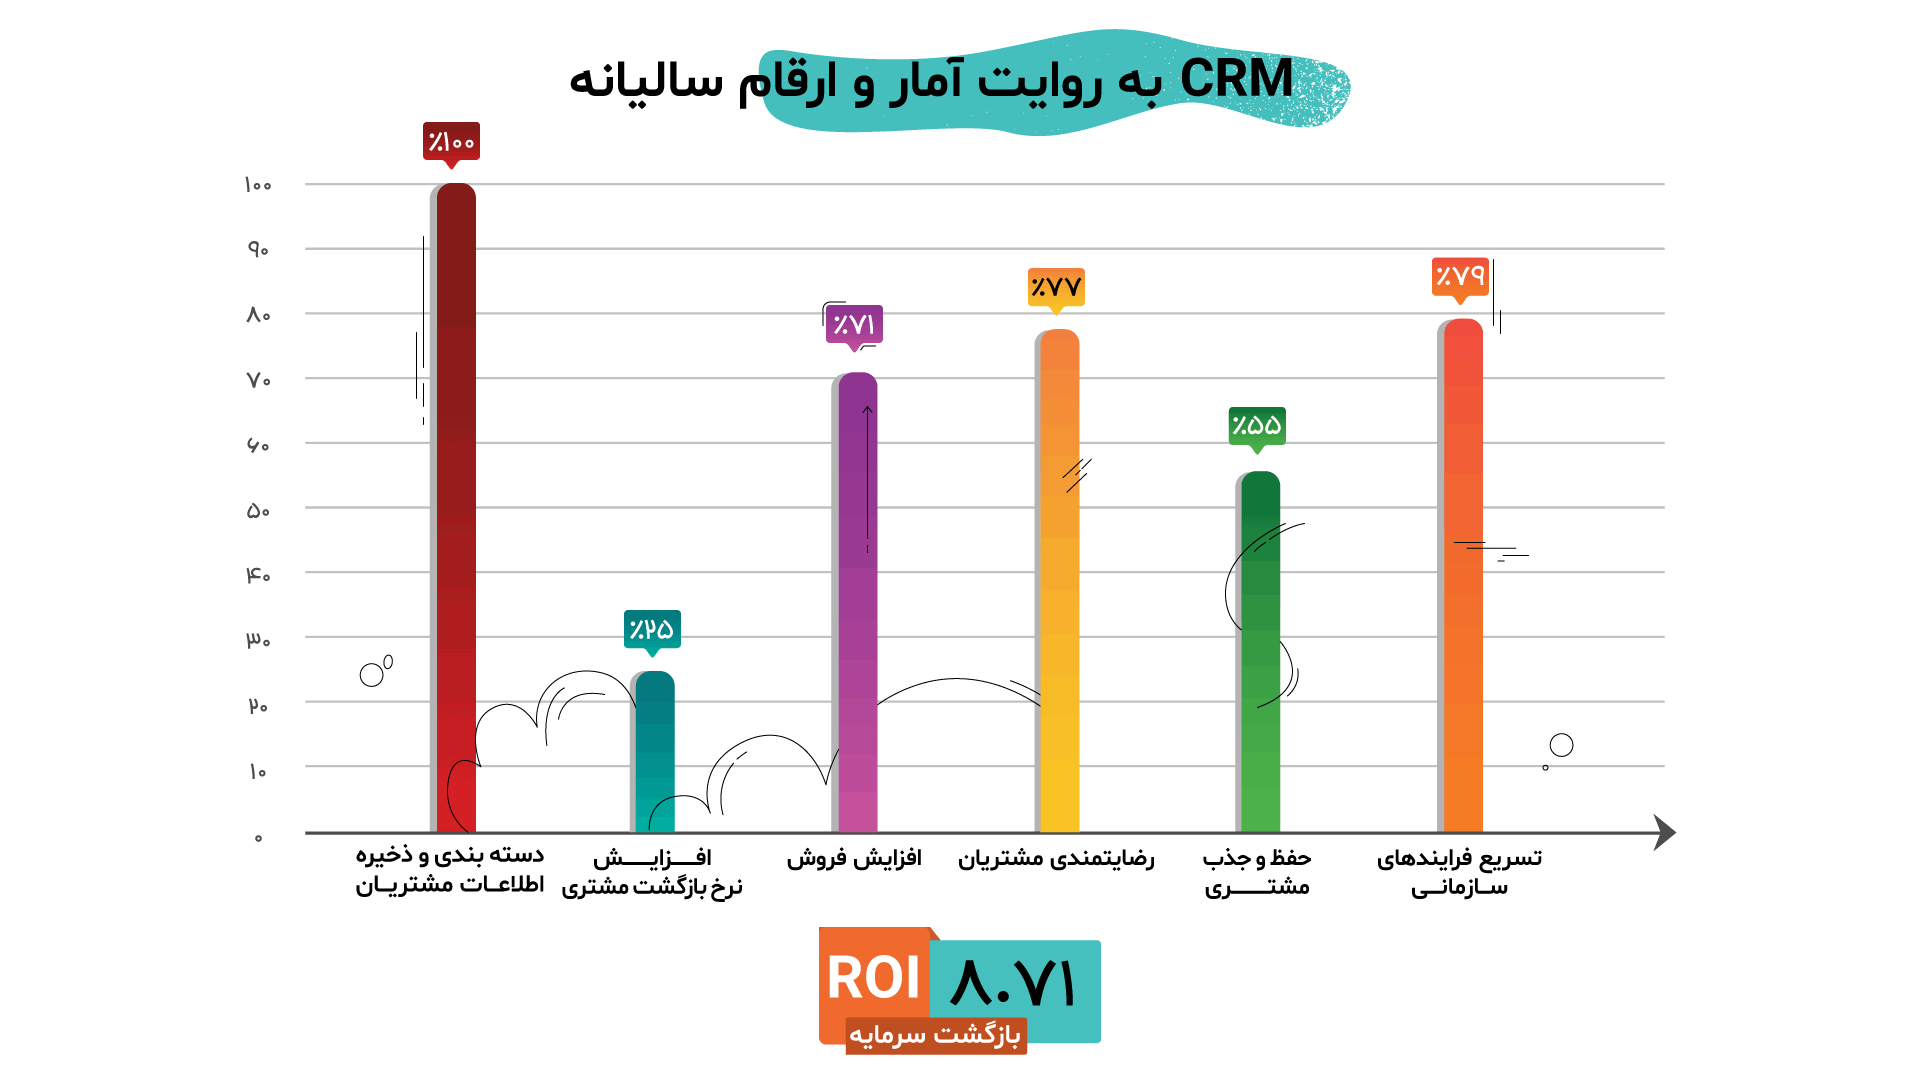 CRM به روایت آمار و ارقام سالیانه
٪۱۰۰
٪۲۵
٪۷۱
٪۷۷
٪۵۵
٪۷۹
۱۰۰
۹۰
۸۰
۷۰
۶۰
۵۰
۴۰
۳۰
۲۰
۱۰
۰
دسته بندی و ذخیره
اطلاعـات مشتریـان
افــزایـــش
نرخ بازگشت مشتری
افزایش فروش
رضایتمندی مشتریان
حفظ و جذب
مشتــــری
تسریع فرایندهای
سـازمانـی
ROI
۸.۷۱
بازگشت سرمایه